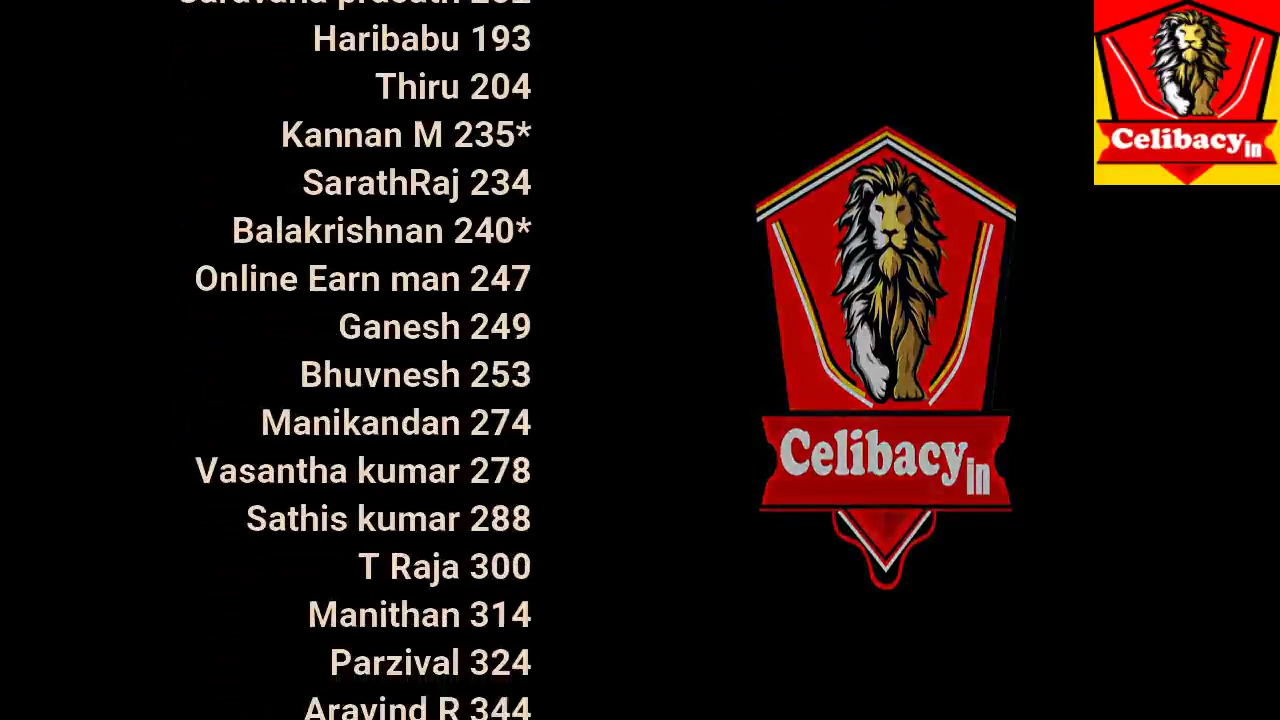 Haribabu 193
Thiru 204
Kannan M 235*
SarathRaj 234
Balakrishnan 240*
Online Earn man 247
Ganesh 249
Bhuvnesh 253
Manikandan 274
Vasantha kumar 278
Sathis kumar 288
T Raja 300
Manithan 314
Parzival 324
Aravind R 344
Celibacy in
Celibacy in